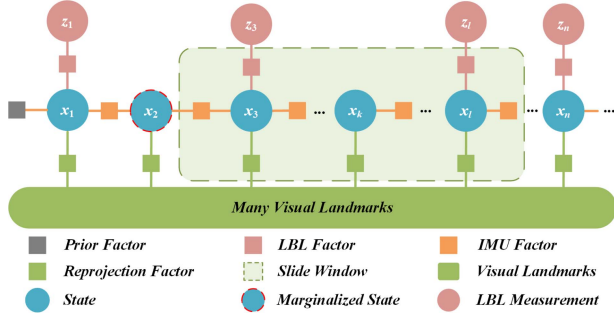 z1 z3 zl zn
x1 x2 x3 ... xk ... xl ... xn ...
Many Visual Landmarks
Prior Factor LBL Factor IMU Factor
Reprojection Factor Slide Window Visual Landmarks
State Marginalized State LBL Measurement